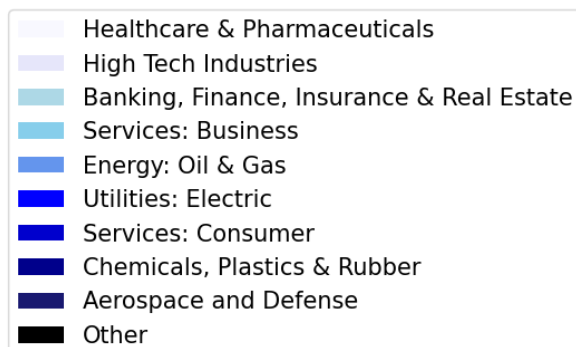 Healthcare & Pharmaceuticals
High Tech Industries
Banking, Finance, Insurance & Real Estate
Services: Business
Energy: Oil & Gas
Utilities: Electric
Services: Consumer
Chemicals, Plastics & Rubber
Aerospace and Defense
Other